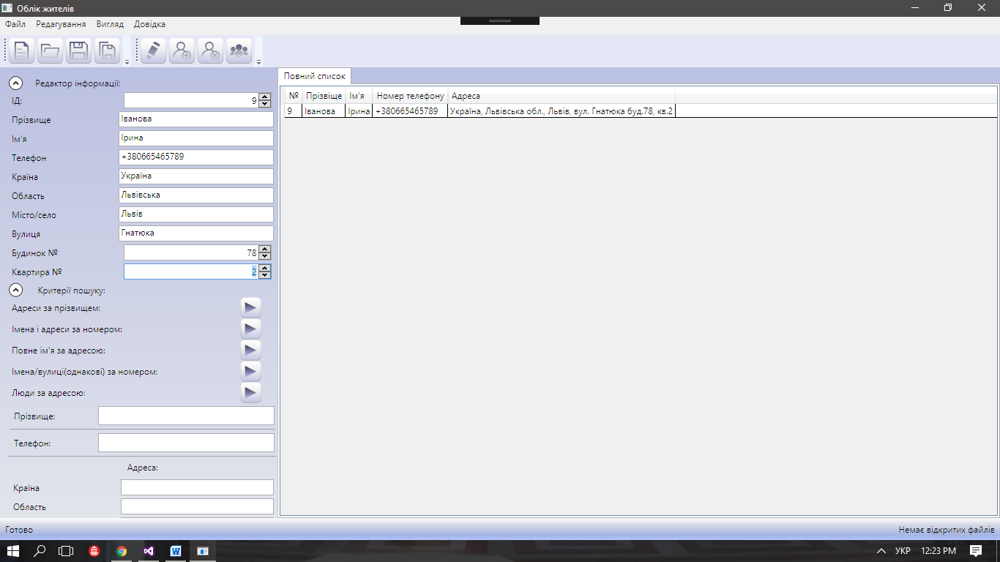 Облік жителів
Файл Редагування Вигляд Довідка
Редактор інформації:
ІД: 9
Прізвище Іванова
Ім'я Ірина
Телефон +380665465789
Країна Україна
Область Львівська
Місто/село Львів
Вулиця Гнатюка
Будинок № 78
Квартира № 2
Критерії пошуку:
Адреси за прізвищем:
Імена і адреси за номером:
Повне ім'я за адресою:
Імена/вулиці(однакові) за номером:
Люди за адресою:
Прізвище:
Телефон:
Адреса:
Країна
Область
Повний список
№ Прізвіще Ім'я Номер телефону Адреса
9 Іванова Ірина +380665465789 Україна, Львівська обл., Львів, вул. Гнатюка буд.78, кв.2
Готово Немає відкритих файлів
УКР 12:23 PM